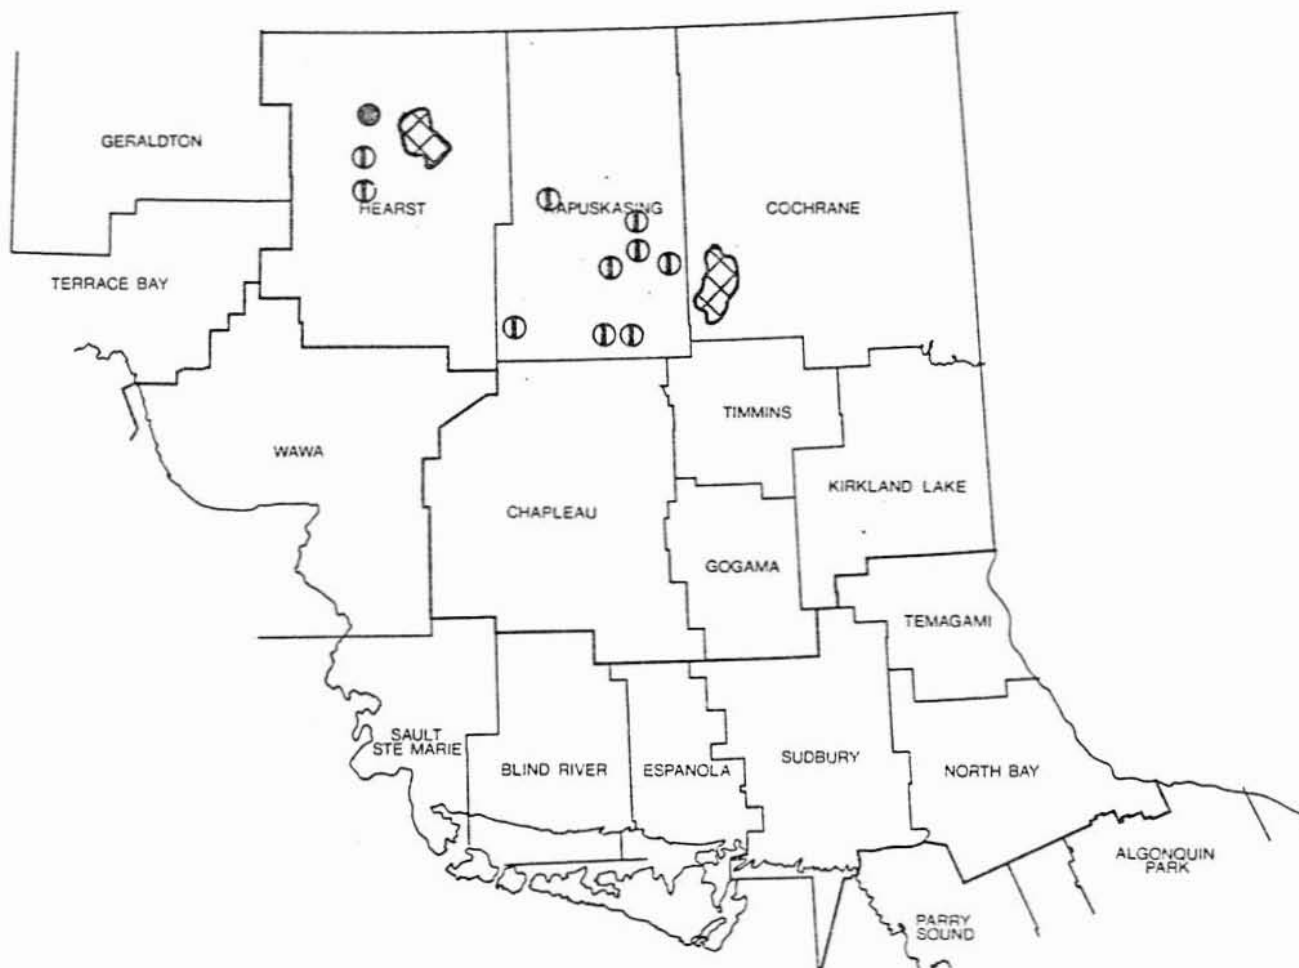 GERALDTON
HEARST
KAPUSKASING
COCHRANE
TERRACE BAY
TIMMINS
WAWA
KIRKLAND LAKE
CHAPLEAU
GOGAMA
TEMAGAMI
SAULT
STE MARIE
BLIND RIVER
ESPANOLA
SUDBURY
NORTH BAY
ALGONQUIN
PARK
PARRY
SOUND